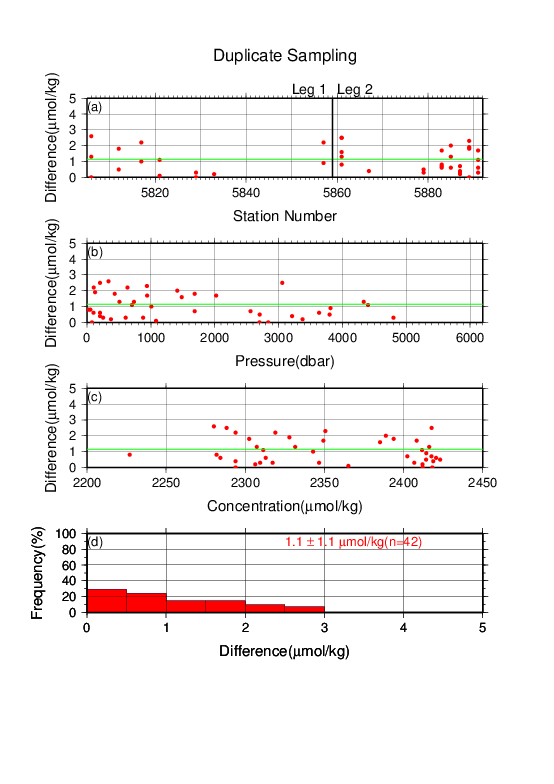 Duplicate Sampling
Leg 1 Leg 2
(a)
Difference(μmol/kg)
5
4
3
2
1
0
5820 5840 5860 5880
Station Number
(b)
Difference(μmol/kg)
5
4
3
2
1
0
0 1000 2000 3000 4000 5000 6000
Pressure(dbar)
(c)
Difference(μmol/kg)
5
4
3
2
1
0
2200 2250 2300 2350 2400 2450
Concentration(μmol/kg)
(d)
1.1 ± 1.1 μmol/kg(n=42)
Frequency(%)
100
80
60
40
20
0
0 1 2 3 4 5
Difference(μmol/kg)